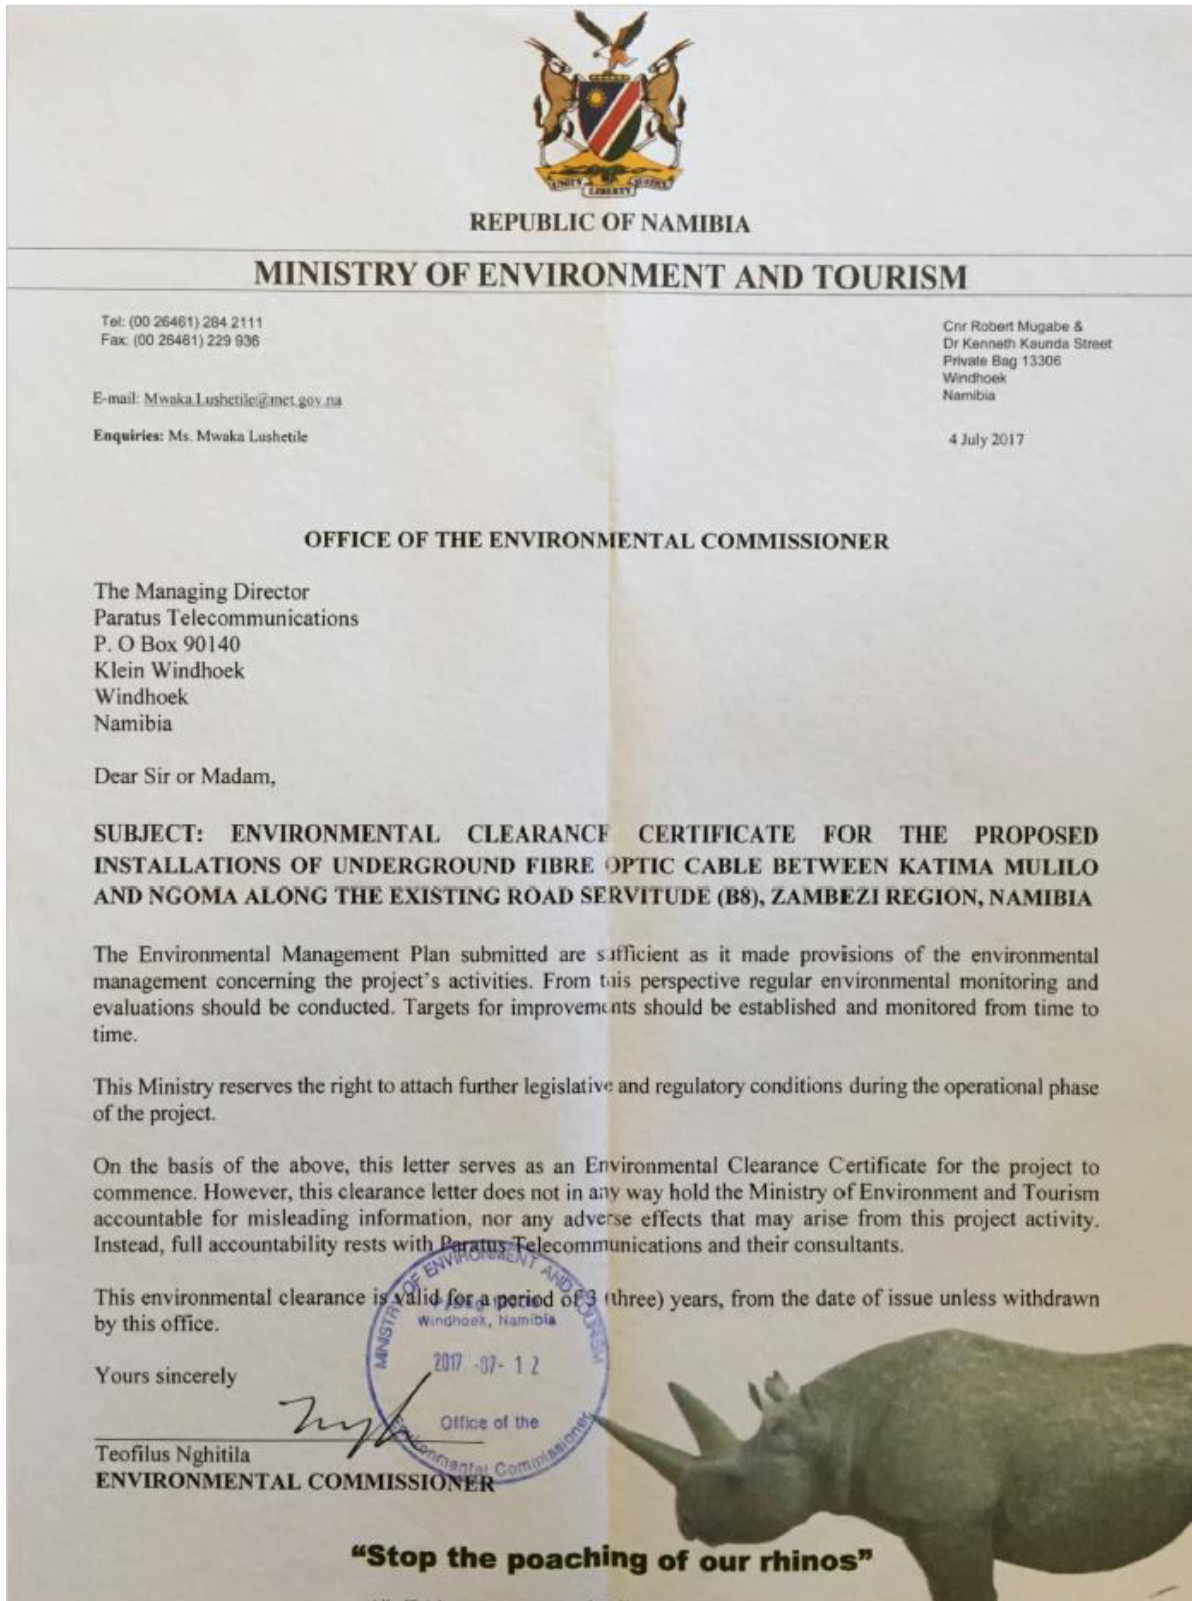 UNITY LIBERTY JUSTICE
REPUBLIC OF NAMIBIA
MINISTRY OF ENVIRONMENT AND TOURISM
Tel: (00 26461) 284 2111
Fax: (00 26461) 229 936
Cnr Robert Mugabe &
Dr Kenneth Kaunda Street
Private Bag 13306
Windhoek
Namibia
E-mail: Mwaka.Lushetile@met.gov.na
Enquiries: Ms. Mwaka Lushetile
4 July 2017
OFFICE OF THE ENVIRONMENTAL COMMISSIONER
The Managing Director
Paratus Telecommunications
P. O Box 90140
Klein Windhoek
Windhoek
Namibia
Dear Sir or Madam,
SUBJECT: ENVIRONMENTAL CLEARANCE CERTIFICATE FOR THE PROPOSED
INSTALLATIONS OF UNDERGROUND FIBRE OPTIC CABLE BETWEEN KATIMA MULILO
AND NGOMA ALONG THE EXISTING ROAD SERVITUDE (B8), ZAMBEZI REGION, NAMIBIA
The Environmental Management Plan submitted are sufficient as it made provisions of the environmental
management concerning the project's activities. From this perspective regular environmental monitoring and
evaluations should be conducted. Targets for improvements should be established and monitored from time to
time.
This Ministry reserves the right to attach further legislative and regulatory conditions during the operational phase
of the project.
On the basis of the above, this letter serves as an Environmental Clearance Certificate for the project to
commence. However, this clearance letter does not in any way hold the Ministry of Environment and Tourism
accountable for misleading information, nor any adverse effects that may arise from this project activity.
Instead, full accountability rests with Paratus Telecommunications and their consultants.
This environmental clearance is valid for a period of 3 (three) years, from the date of issue unless withdrawn
by this office.
Yours sincerely
MINISTRY OF ENVIRONMENT AND TOURISM
Windhoek, Namibia
2017 -07- 12
Office of the
Environmental Commissioner
Teofilus Nghitila
ENVIRONMENTAL COMMISSIONER
"Stop the poaching of our rhinos"